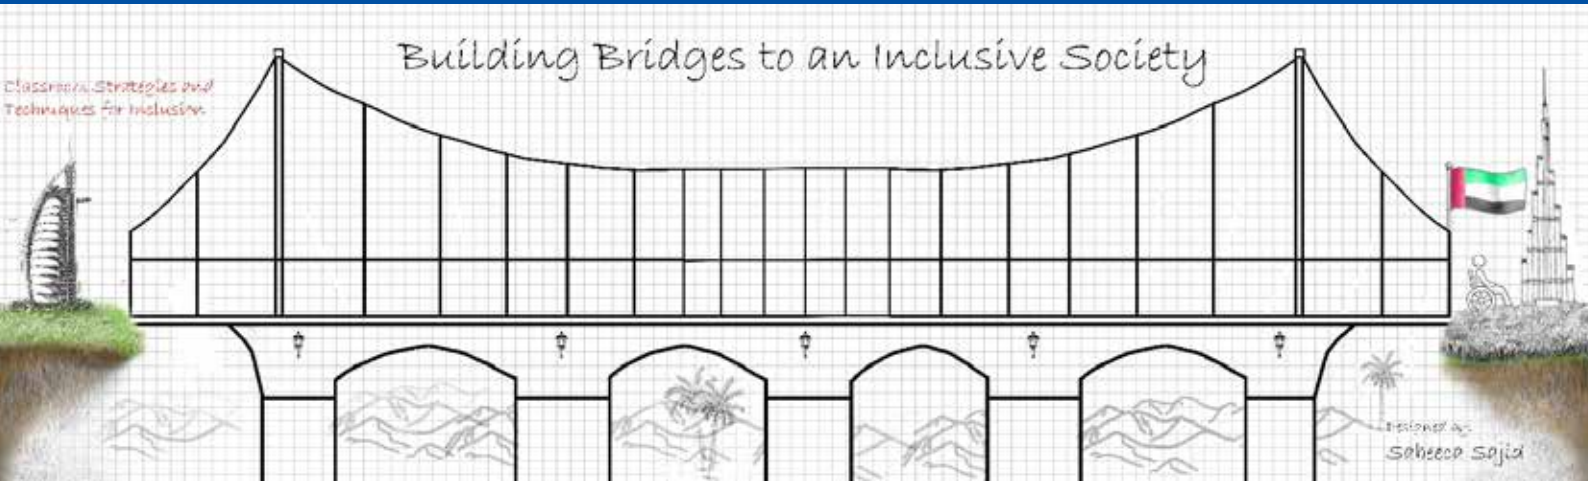 Building Bridges to an Inclusive Society
Classroom Strategies and
Techniques for Inclusion
Designed by:
Sabeeca Sajid